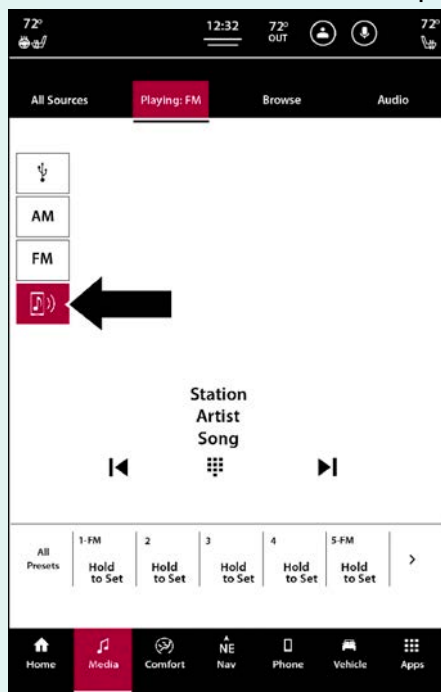 72°
12:32
72°
OUT
72°
All Sources
Playing: FM
Browse
Audio
AM
FM
Station
Artist
Song
All
Presets
1-FM
Hold
to Set
2
Hold
to Set
3
Hold
to Set
4
Hold
to Set
5-FM
Hold
to Set
Home
Media
Comfort
NE
Nav
Phone
Vehicle
Apps